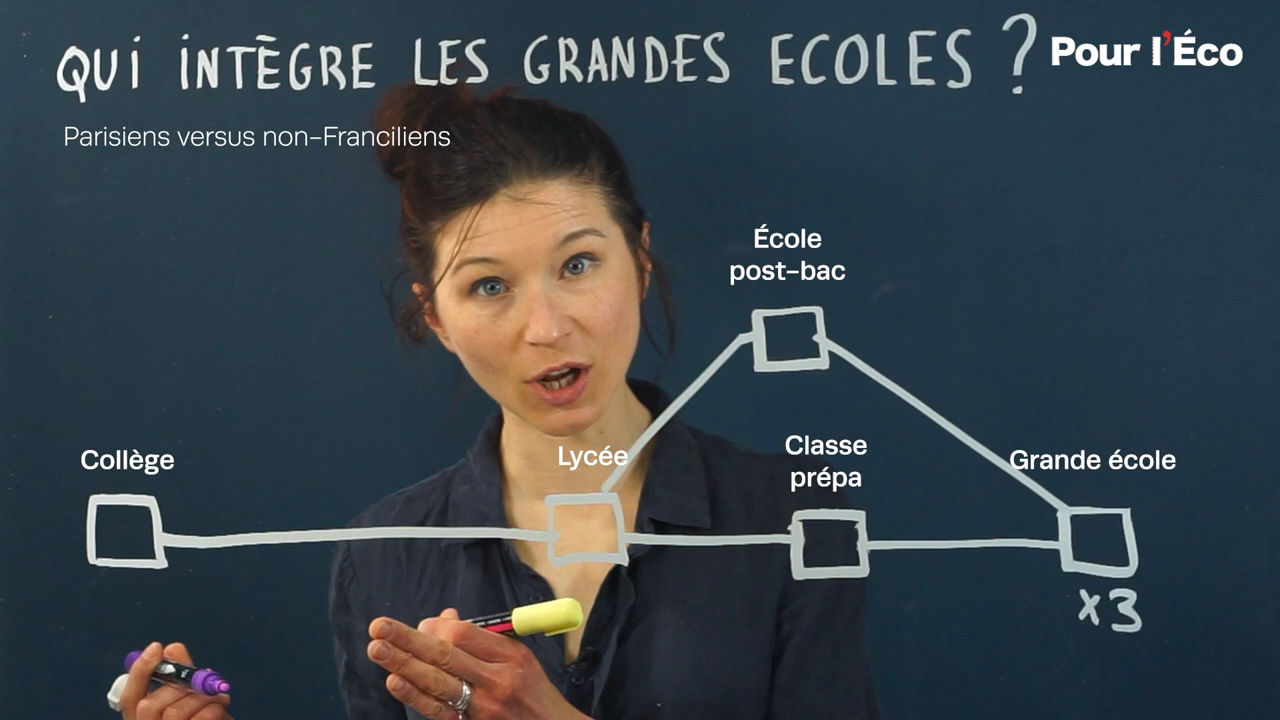 QUI INTÈGRE LES GRANDES ECOLES ?
Pour l'Éco
Parisiens versus non-Franciliens
École
post-bac
Collège
Lycée
Classe
prépa
Grande école
x3